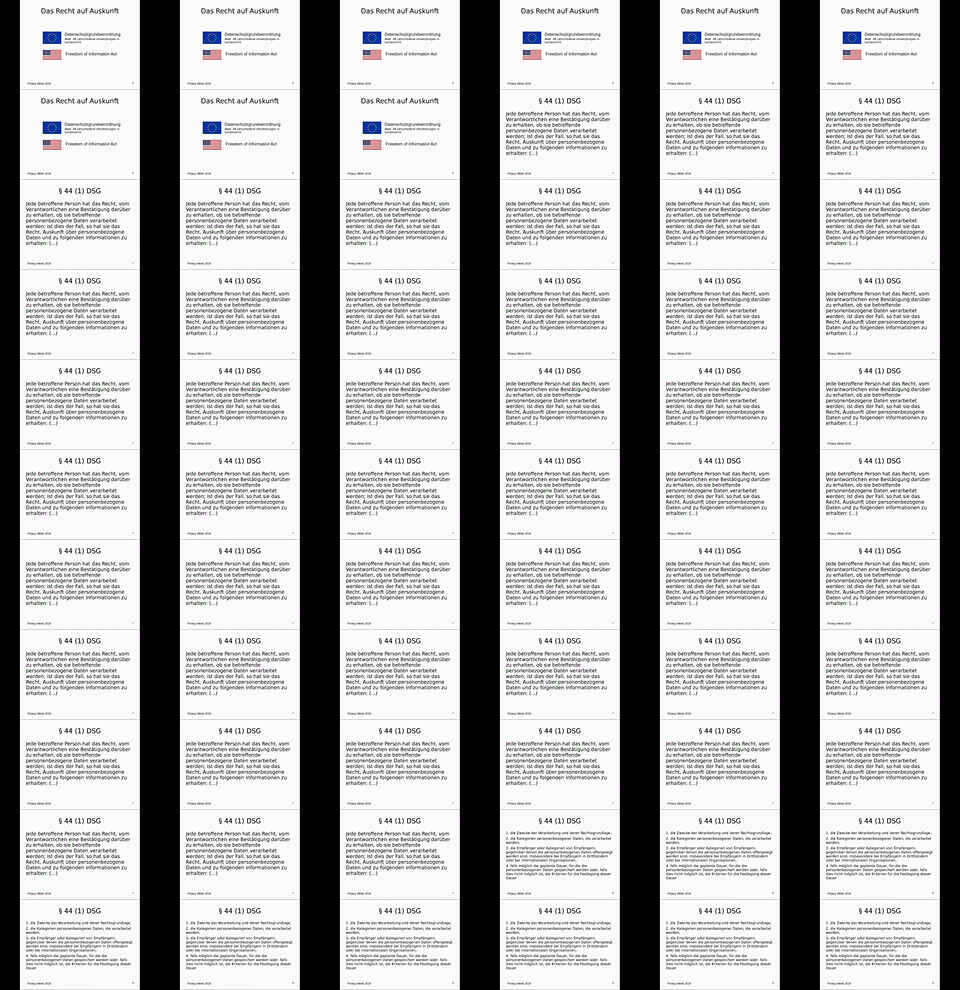 Das Recht auf Auskunft
Datenschutzgrundverordnung
Freedom of Information Act
Privacy Week 2018
§ 44 (1) DSG
Jede betroffene Person hat das Recht, vom
Verantwortlichen eine Bestätigung darüber
zu erhalten, ob sie betreffende
personenbezogene Daten verarbeitet
werden; ist dies der Fall, so hat sie das
Recht, Auskunft über personenbezogene
Daten und zu folgenden Informationen zu
erhalten: (...)
Privacy Week 2018
§ 44 (1) DSG
1. die Zwecke der Verarbeitung und deren Rechtsgrundlage,
2. die Kategorien personenbezogener Daten, die verarbeitet
werden,
3. die Empfänger oder Kategorien von Empfängern,
gegenüber denen die personenbezogenen Daten offengelegt
worden sind, insbesondere bei Empfängern in Drittländern
oder bei internationalen Organisationen,
4. falls möglich die geplante Dauer, für die die
personenbezogenen Daten gespeichert werden oder, falls
dies nicht möglich ist, die Kriterien für die Festlegung dieser
Dauer
Privacy Week 2018